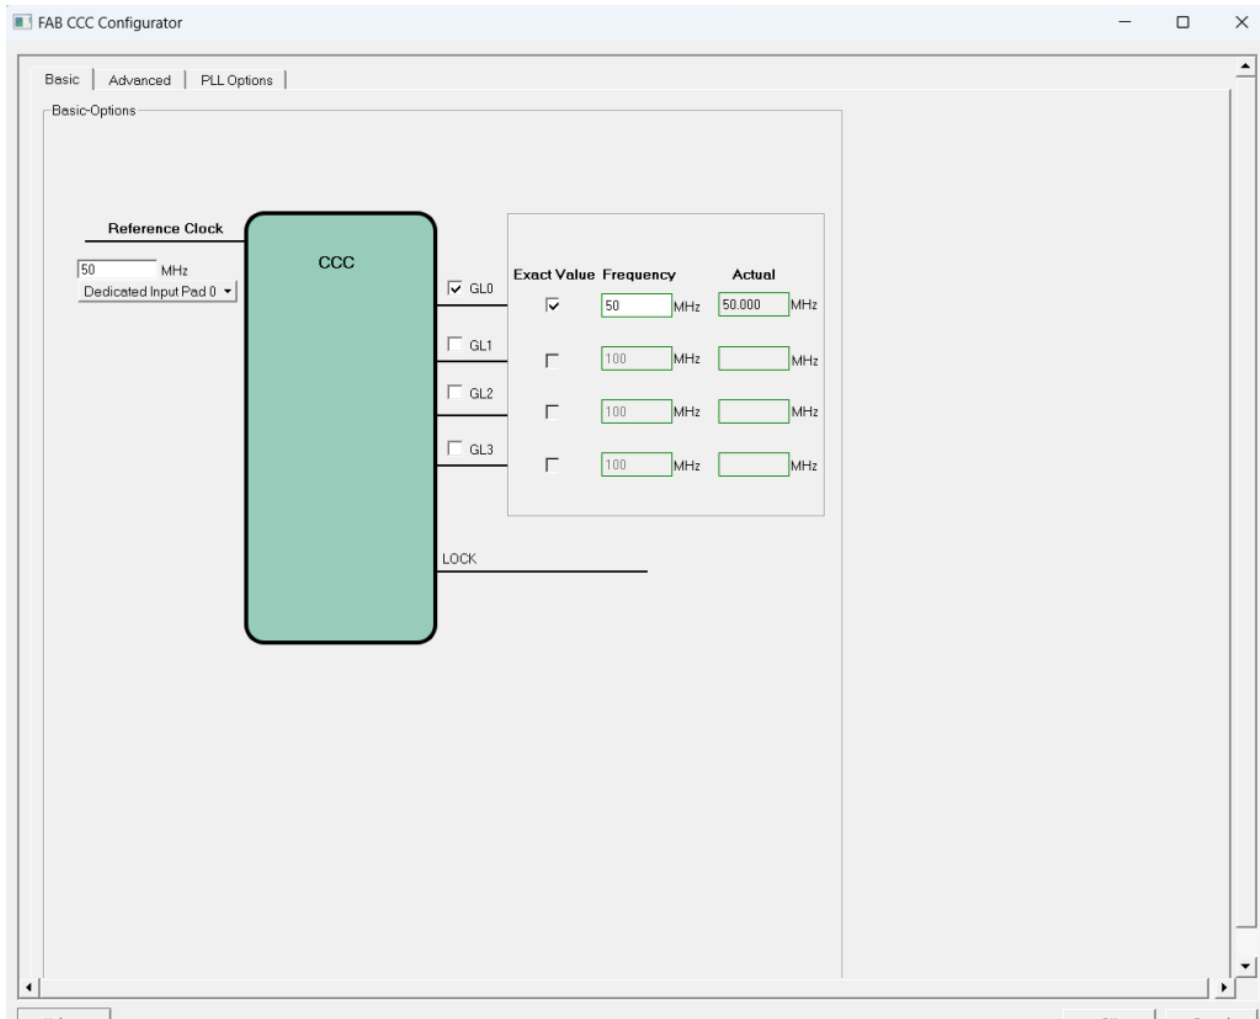 FAB CCC Configurator
Basic
Advanced
PLL Options
Basic-Options
Reference Clock
50 MHz
Dedicated Input Pad 0
CCC
GL0
GL1
GL2
GL3
LOCK
Exact Value Frequency Actual
50 MHz 50.000 MHz
100 MHz MHz
100 MHz MHz
100 MHz MHz